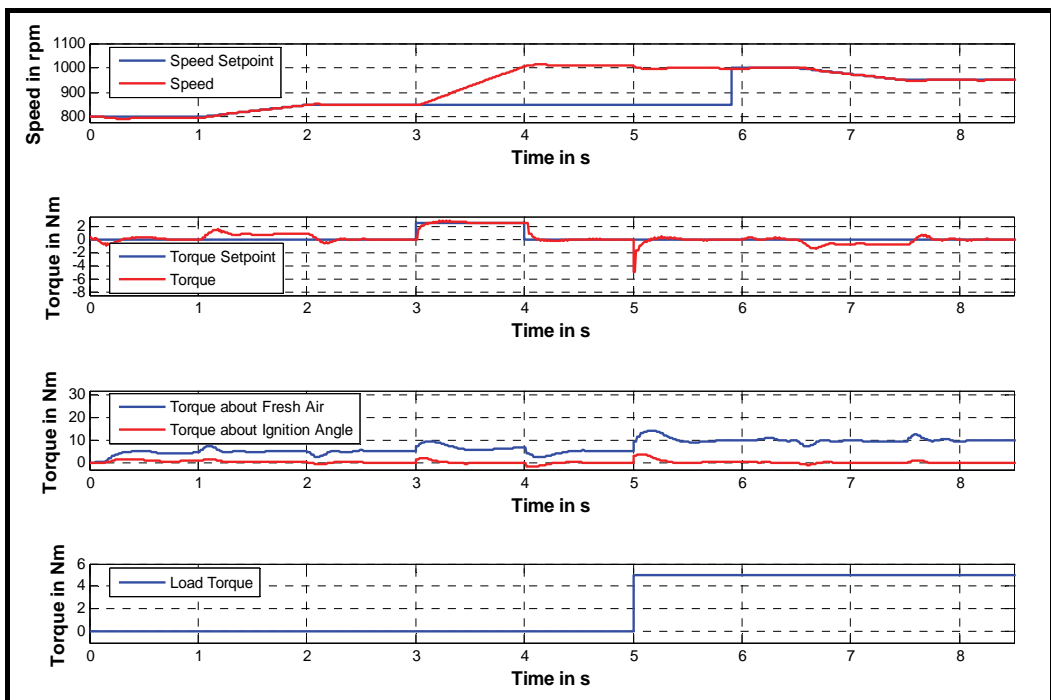 Speed in rpm
1100
1000
900
800
Speed Setpoint
Speed
0 1 2 3 4 5 6 7 8
Time in s
Torque in Nm
2
0
-2
-4
-6
-8
Torque Setpoint
Torque
0 1 2 3 4 5 6 7 8
Time in s
Torque in Nm
30
20
10
0
Torque about Fresh Air
Torque about Ignition Angle
0 1 2 3 4 5 6 7 8
Time in s
Torque in Nm
6
4
2
0
Load Torque
0 1 2 3 4 5 6 7 8
Time in s